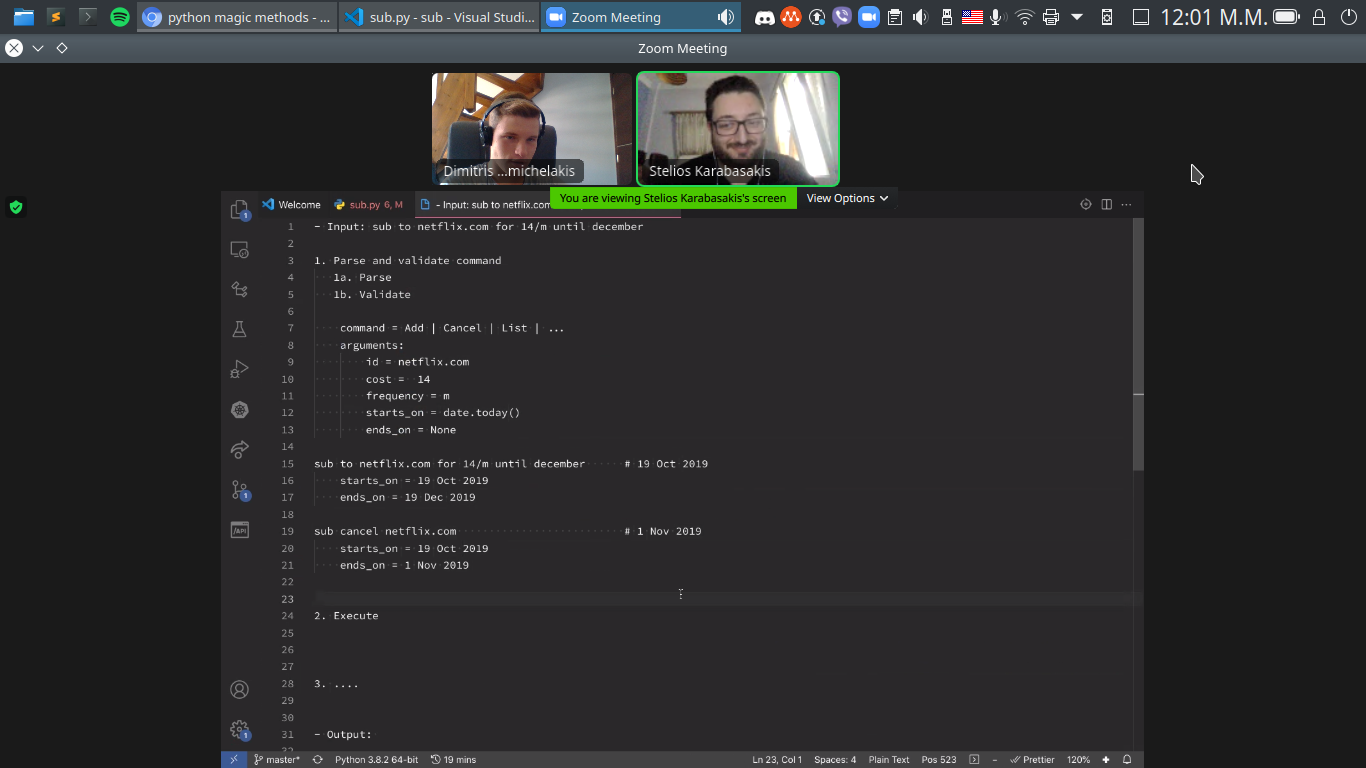 python magic methods - ...
sub.py - sub - Visual Studi...
Zoom Meeting
12:01 Μ.Μ.
Zoom Meeting
Dimitris ...michelakis
Stelios Karabasakis
You are viewing Stelios Karabasakis's screen
View Options
Welcome
sub.py 6, M
- Input: sub to netflix.com
1 - Input: sub to netflix.com for 14/m until december
2
3 1. Parse and validate command
4 1a. Parse
5 1b. Validate
6
7 command = Add | Cancel | List | ...
8 arguments:
9 id = netflix.com
10 cost = 14
11 frequency = m
12 starts_on = date.today()
13 ends_on = None
14
15 sub to netflix.com for 14/m until december # 19 Oct 2019
16 starts_on = 19 Oct 2019
17 ends_on = 19 Dec 2019
18
19 sub cancel netflix.com # 1 Nov 2019
20 starts_on = 19 Oct 2019
21 ends_on = 1 Nov 2019
22
23
24 2. Execute
25
26
27
28 3. ....
29
30
31 - Output:
32
1
1
/API
1
master*
Python 3.8.2 64-bit
19 mins
Ln 23, Col 1
Spaces: 4
Plain Text
Pos 523
Prettier
120%